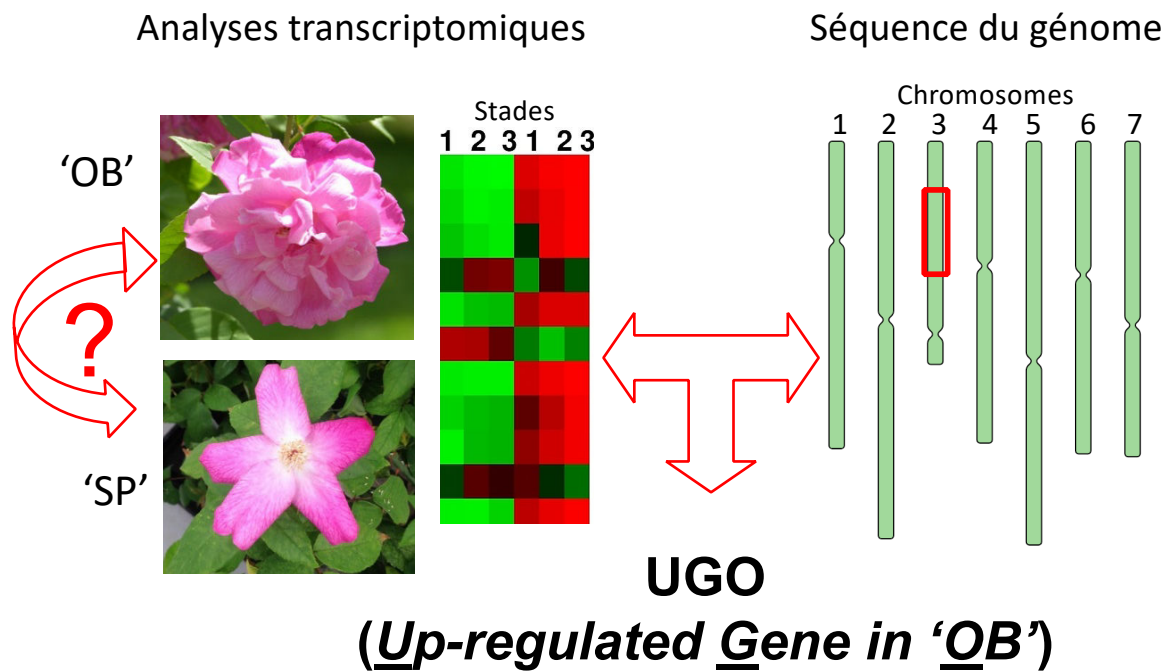 Analyses transcriptomiques
Séquence du génome
Stades
1 2 3 1 2 3
Chromosomes
1 2 3 4 5 6 7
‘OB’
?
‘SP’
UGO
(Up-regulated Gene in ‘OB’)